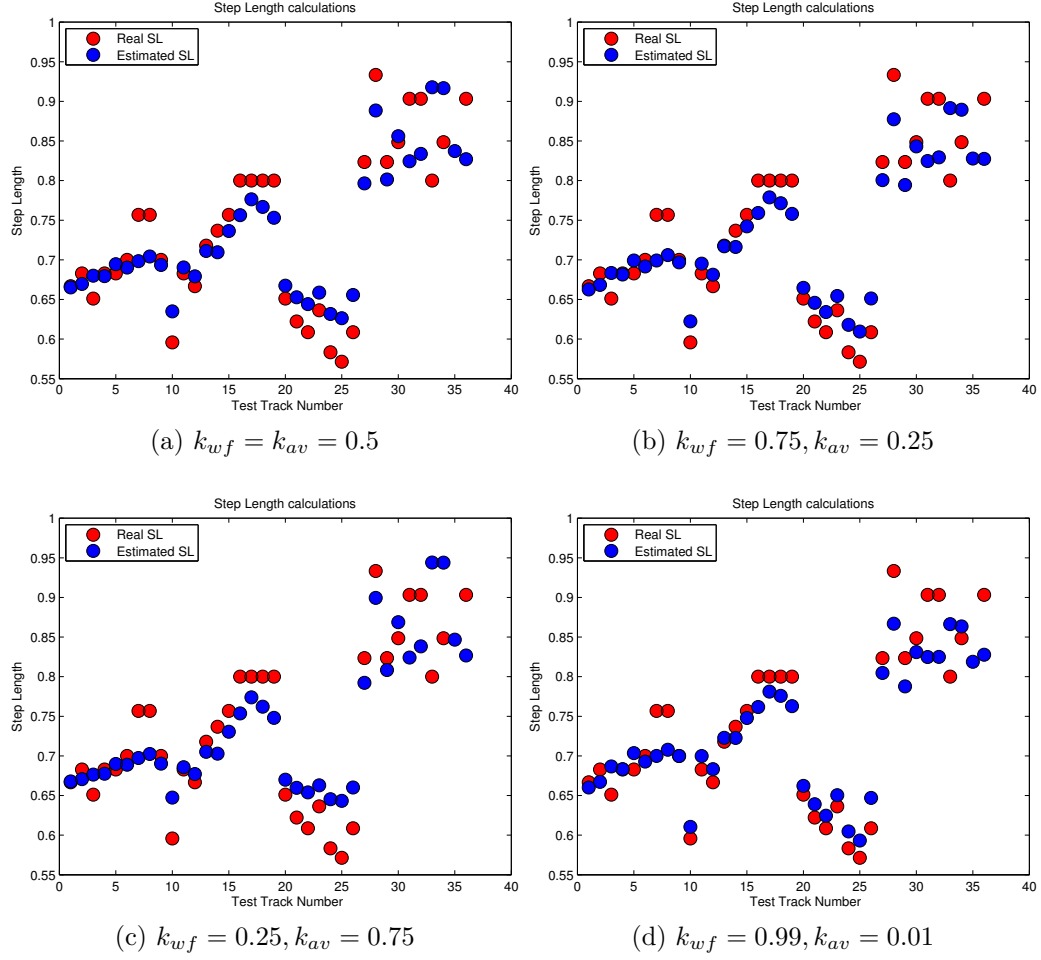 Step Length calculations
Real SL
Estimated SL
Step Length
1
0.95
0.9
0.85
0.8
0.75
0.7
0.65
0.6
0.55
0 5 10 15 20 25 30 35 40
Test Track Number
(a) k_{wf} = k_{av} = 0.5
Step Length calculations
Real SL
Estimated SL
Step Length
1
0.95
0.9
0.85
0.8
0.75
0.7
0.65
0.6
0.55
0 5 10 15 20 25 30 35 40
Test Track Number
(b) k_{wf} = 0.75, k_{av} = 0.25
Step Length calculations
Real SL
Estimated SL
Step Length
1
0.95
0.9
0.85
0.8
0.75
0.7
0.65
0.6
0.55
0 5 10 15 20 25 30 35 40
Test Track Number
(c) k_{wf} = 0.25, k_{av} = 0.75
Step Length calculations
Real SL
Estimated SL
Step Length
1
0.95
0.9
0.85
0.8
0.75
0.7
0.65
0.6
0.55
0 5 10 15 20 25 30 35 40
Test Track Number
(d) k_{wf} = 0.99, k_{av} = 0.01